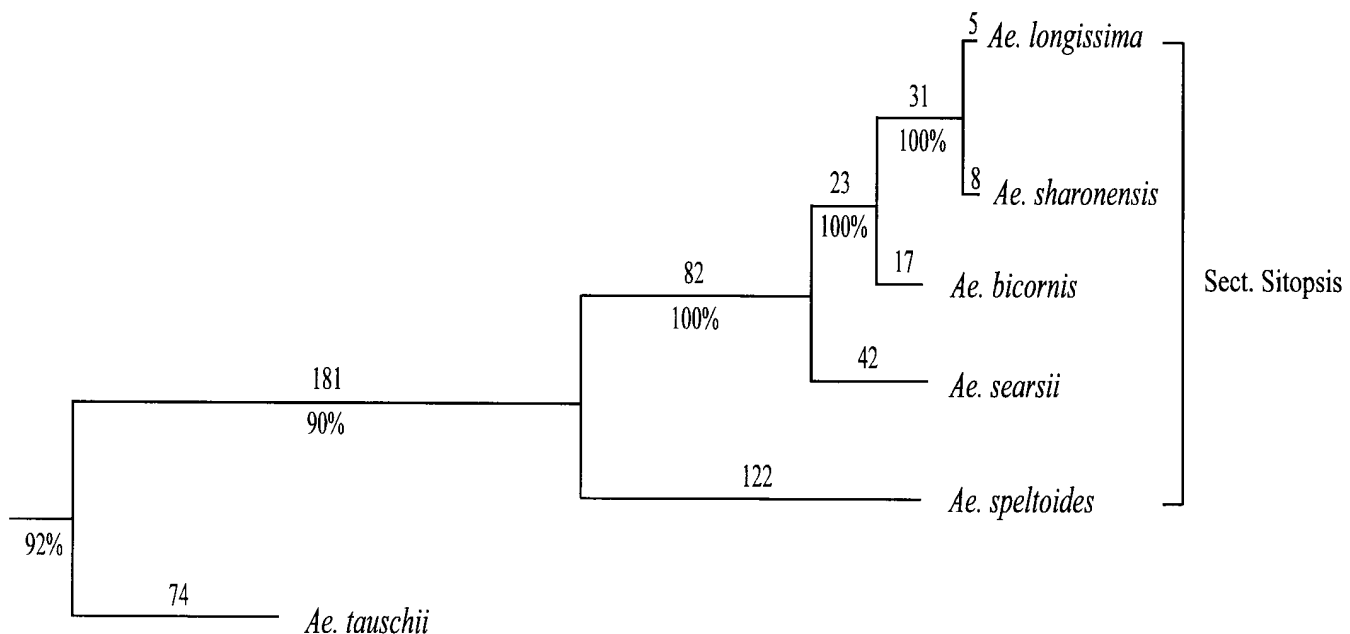 5 Ae. longissima
31
100%
8 Ae. sharonensis
23
100%
17 Ae. bicornis
Sect. Sitopsis
82
100%
42 Ae. searsii
181
90%
122 Ae. speltoides
92%
74 Ae. tauschii